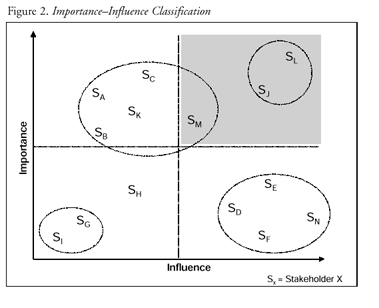 Figure 2. Importance–Influence Classification
S_L
S_C
S_A
S_J
S_K
S_M
S_B
Importance
S_H
S_E
S_D
S_N
S_G
S_I
S_F
Influence
S_x = Stakeholder X